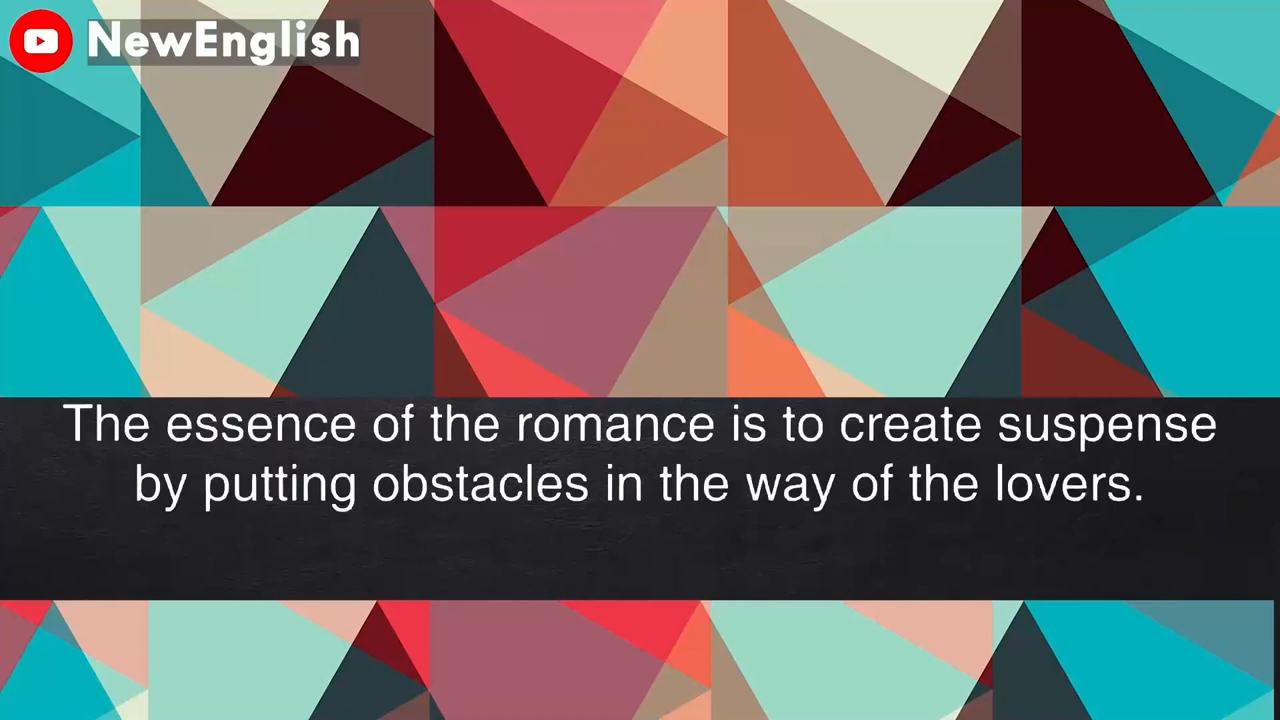 NewEnglish
The essence of the romance is to create suspense
by putting obstacles in the way of the lovers.